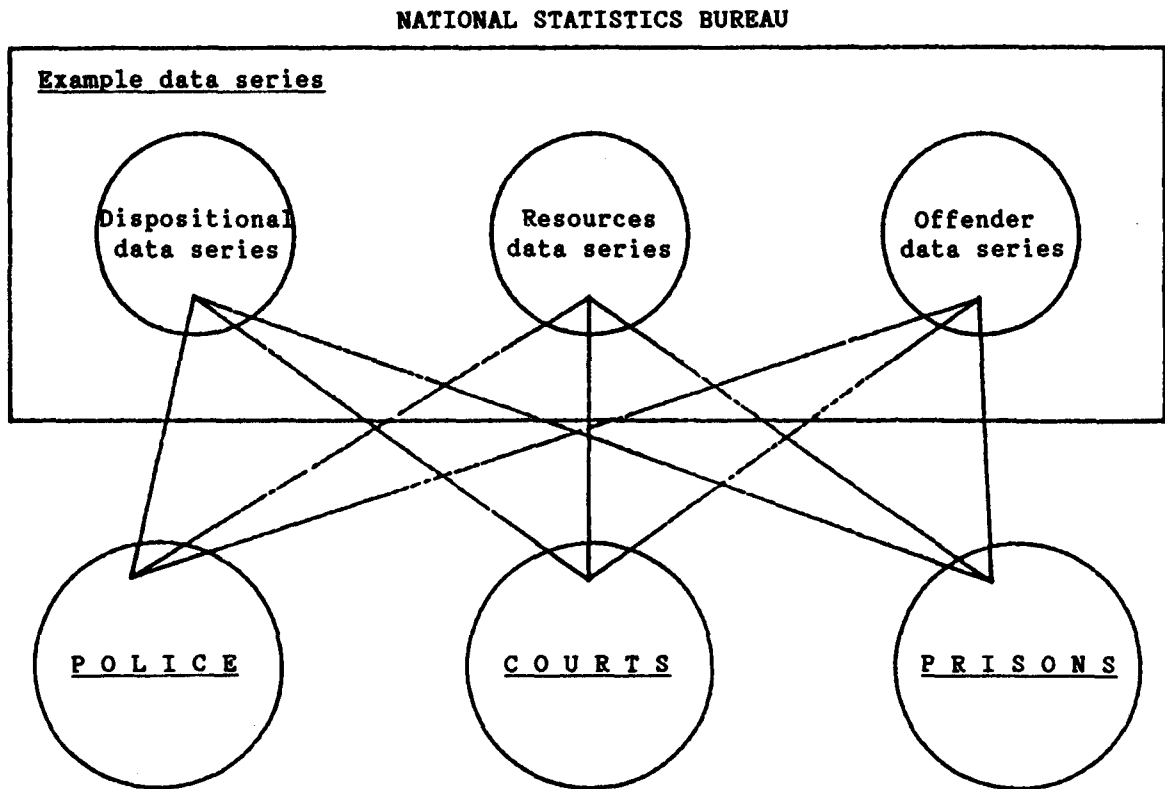 NATIONAL STATISTICS BUREAU
Example data series
Dispositional
data series
Resources
data series
Offender
data series
P O L I C E
C O U R T S
P R I S O N S